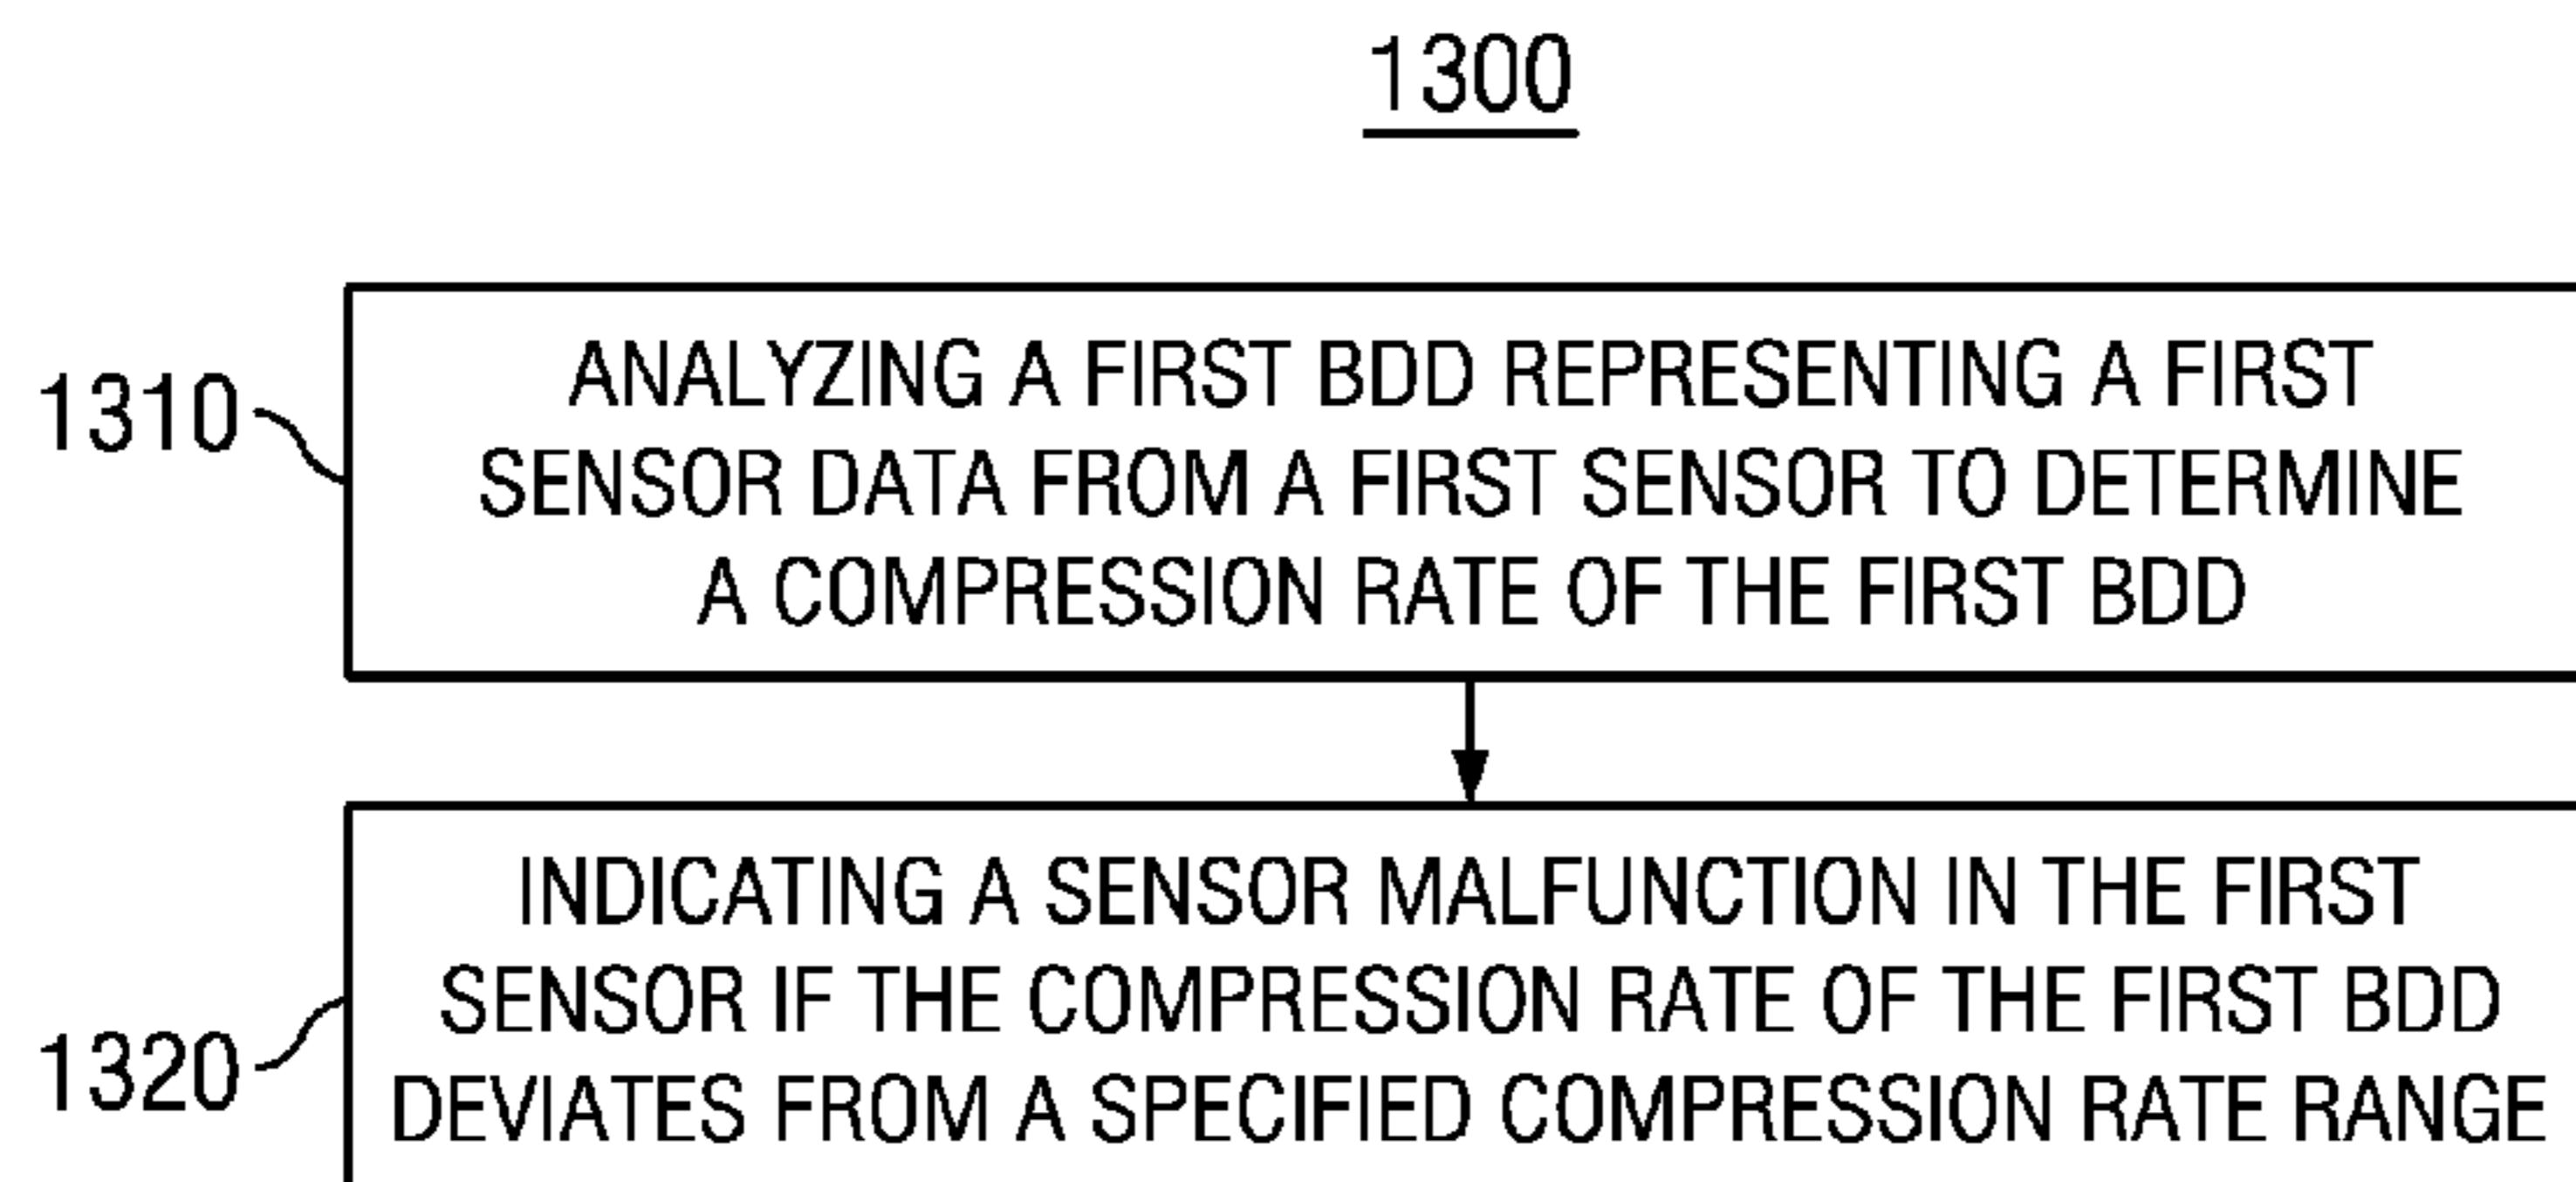 1300
1310
ANALYZING A FIRST BDD REPRESENTING A FIRST
SENSOR DATA FROM A FIRST SENSOR TO DETERMINE
A COMPRESSION RATE OF THE FIRST BDD
1320
INDICATING A SENSOR MALFUNCTION IN THE FIRST
SENSOR IF THE COMPRESSION RATE OF THE FIRST BDD
DEVIATES FROM A SPECIFIED COMPRESSION RATE RANGE